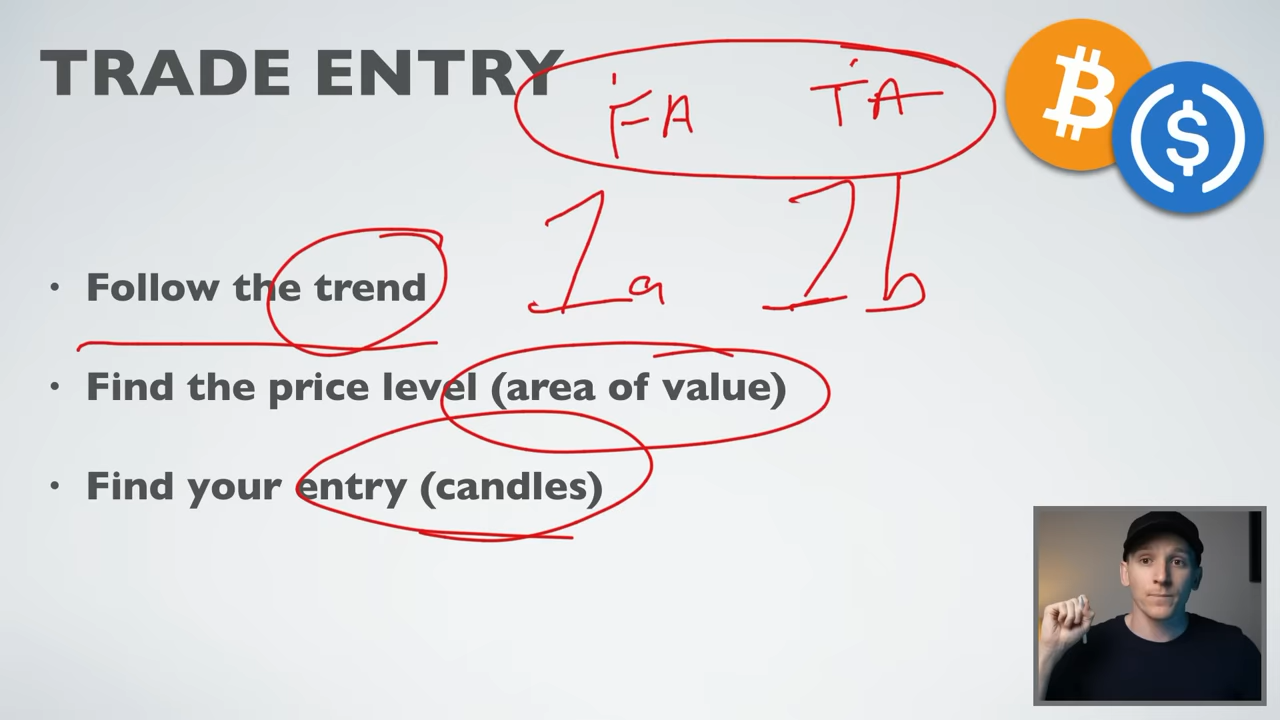 TRADE ENTRY
FA TA
1a 1b
• Follow the trend
• Find the price level (area of value)
• Find your entry (candles)